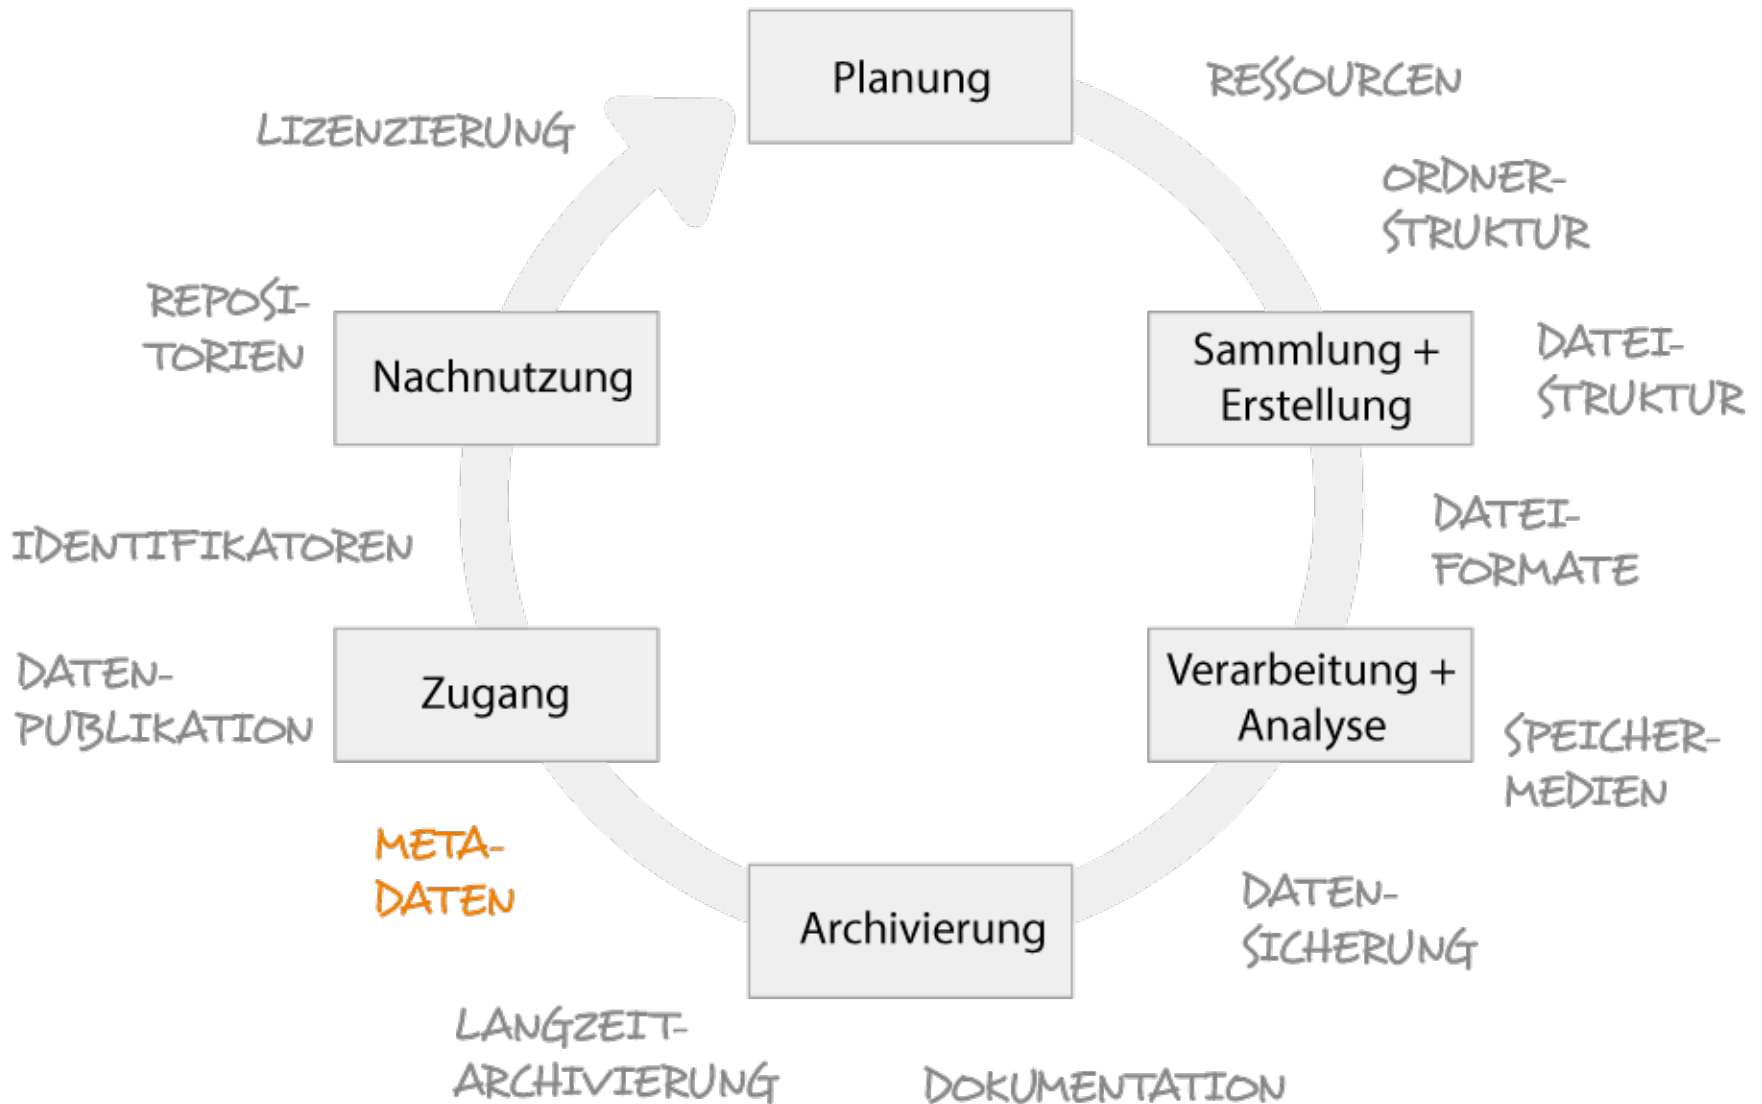 Planung
RESSOURCEN
LIZENZIERUNG
ORDNER-
STRUKTUR
REPOSI-
TORIEN
Nachnutzung
Sammlung +
Erstellung
DATEI-
STRUKTUR
IDENTIFIKATOREN
DATEI-
FORMATE
DATEN-
PUBLIKATION
Zugang
Verarbeitung +
Analyse
SPEICHER-
MEDIEN
META-
DATEN
Archivierung
DATEN-
SICHERUNG
LANGZEIT-
ARCHIVIERUNG
DOKUMENTATION